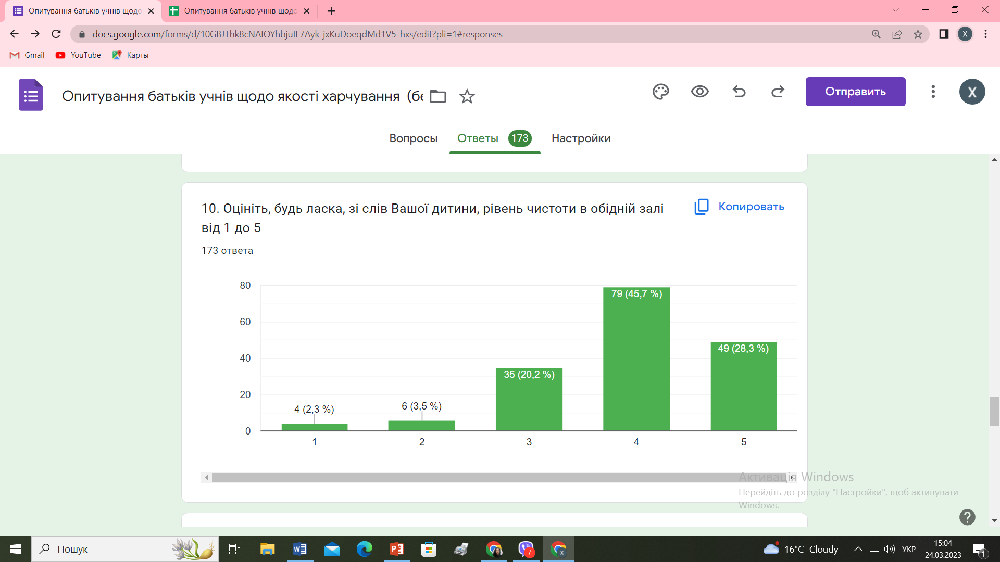 Опитування батьків учнів щодо
Опитування батьків учнів щодо
docs.google.com/forms/d/10GBJThk8cNAIOYhbjuIL7Ayk_jxKuDoeqdMd1V5_hxs/edit?pli=1#responses
X
Gmail
YouTube
Карты
Опитування батьків учнів щодо якості харчування (бе
Отправить
X
Вопросы
Ответы
173
Настройки
10. Оцініть, будь ласка, зі слів Вашої дитини, рівень чистоти в обідній залі
від 1 до 5
Копировать
173 ответа
80
60
40
20
0
4 (2,3 %)
6 (3,5 %)
35 (20,2 %)
79 (45,7 %)
49 (28,3 %)
1
2
3
4
5
Активація Windows
Перейдіть до розділу "Настройки", щоб активувати
Windows.
Пошук
7
x
16°C Cloudy
УКР
15:04
24.03.2023
1